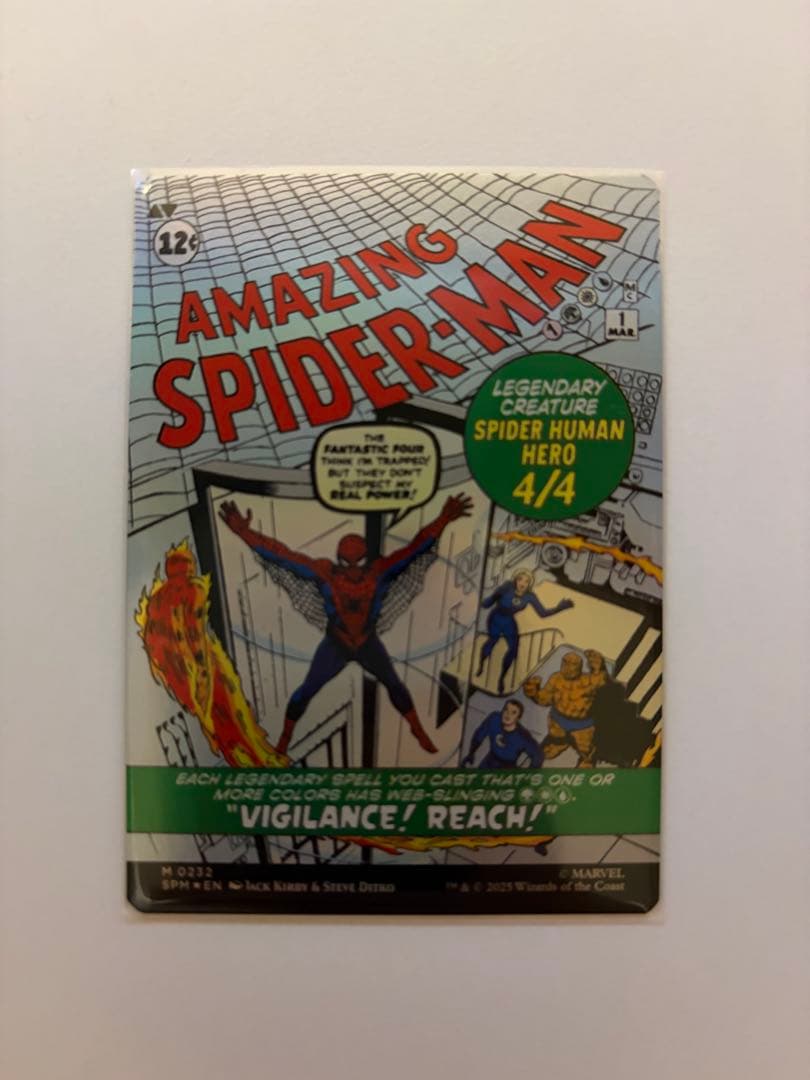 12¢
AMAZING
SPIDER-MAN
M
C
1
MAR.
LEGENDARY
CREATURE
SPIDER HUMAN
HERO
4/4
THE
FANTASTIC FOUR
THINK I'M TRAPPED!
BUT THEY DON'T
SUSPECT MY
REAL POWER!
EACH LEGENDARY SPELL YOU CAST THAT'S ONE OR
MORE COLORS HAS WEB-SLINGING
"VIGILANCE! REACH!"
M 0232
SPM ★ EN JACK KIRBY & STEVE DITKO
© MARVEL
™ & © 2025 Wizards of the Coast